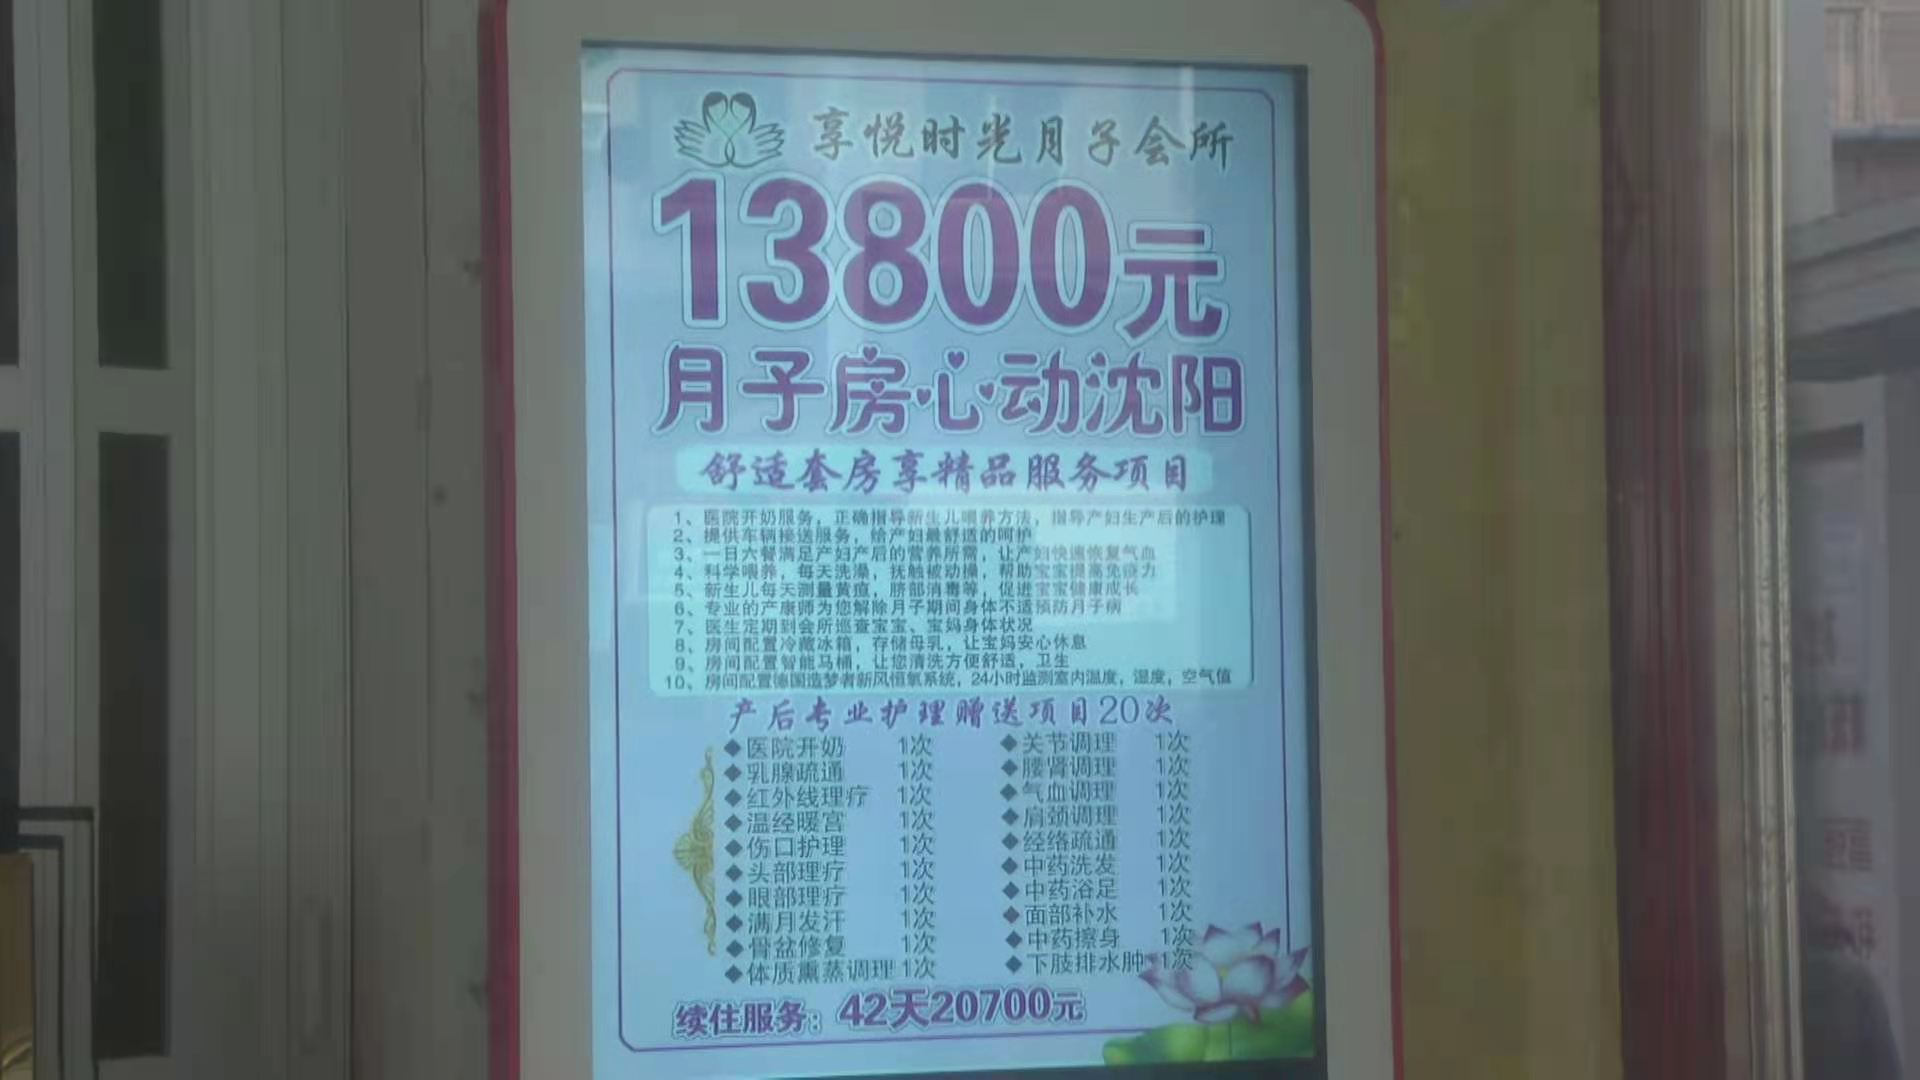 享悦时光月子会所
13800元
月子房·心·动沈阳
舒适套房享精品服务项目
1、医院开奶服务，正确指导新生儿喂养方法，指导产妇生产后的护理
2、提供车辆接送服务，给产妇最舒适的呵护
3、一日六餐满足产妇产后的营养所需，让产妇快速恢复气血
4、科学喂养，每天洗澡，抚触被动操，帮助宝宝提高免疫力
5、新生儿每天测量黄疸，脐部消毒等，促进宝宝健康成长
6、专业的产康师为您解除月子期间身体不适预防月子病
7、医生定期到会所巡查宝宝、宝妈身体状况
8、房间配置冷藏冰箱，存储母乳，让宝妈安心休息
9、房间配置智能马桶，让您清洗方便舒适，卫生
10、房间配置德国造梦者新风恒氧系统，24小时监测室内温度，湿度，空气值
产后专业护理赠送项目20次
◆医院开奶 1次
◆乳腺疏通 1次
◆红外线理疗 1次
◆温经暖宫 1次
◆伤口护理 1次
◆头部理疗 1次
◆眼部理疗 1次
◆满月发汗 1次
◆骨盆修复 1次
◆体质熏蒸调理 1次
◆关节调理 1次
◆腰肾调理 1次
◆气血调理 1次
◆肩颈调理 1次
◆经络疏通 1次
◆中药洗发 1次
◆中药浴足 1次
◆面部补水 1次
◆中药擦身 1次
◆下肢排水肿 1次
续住服务：42天20700元